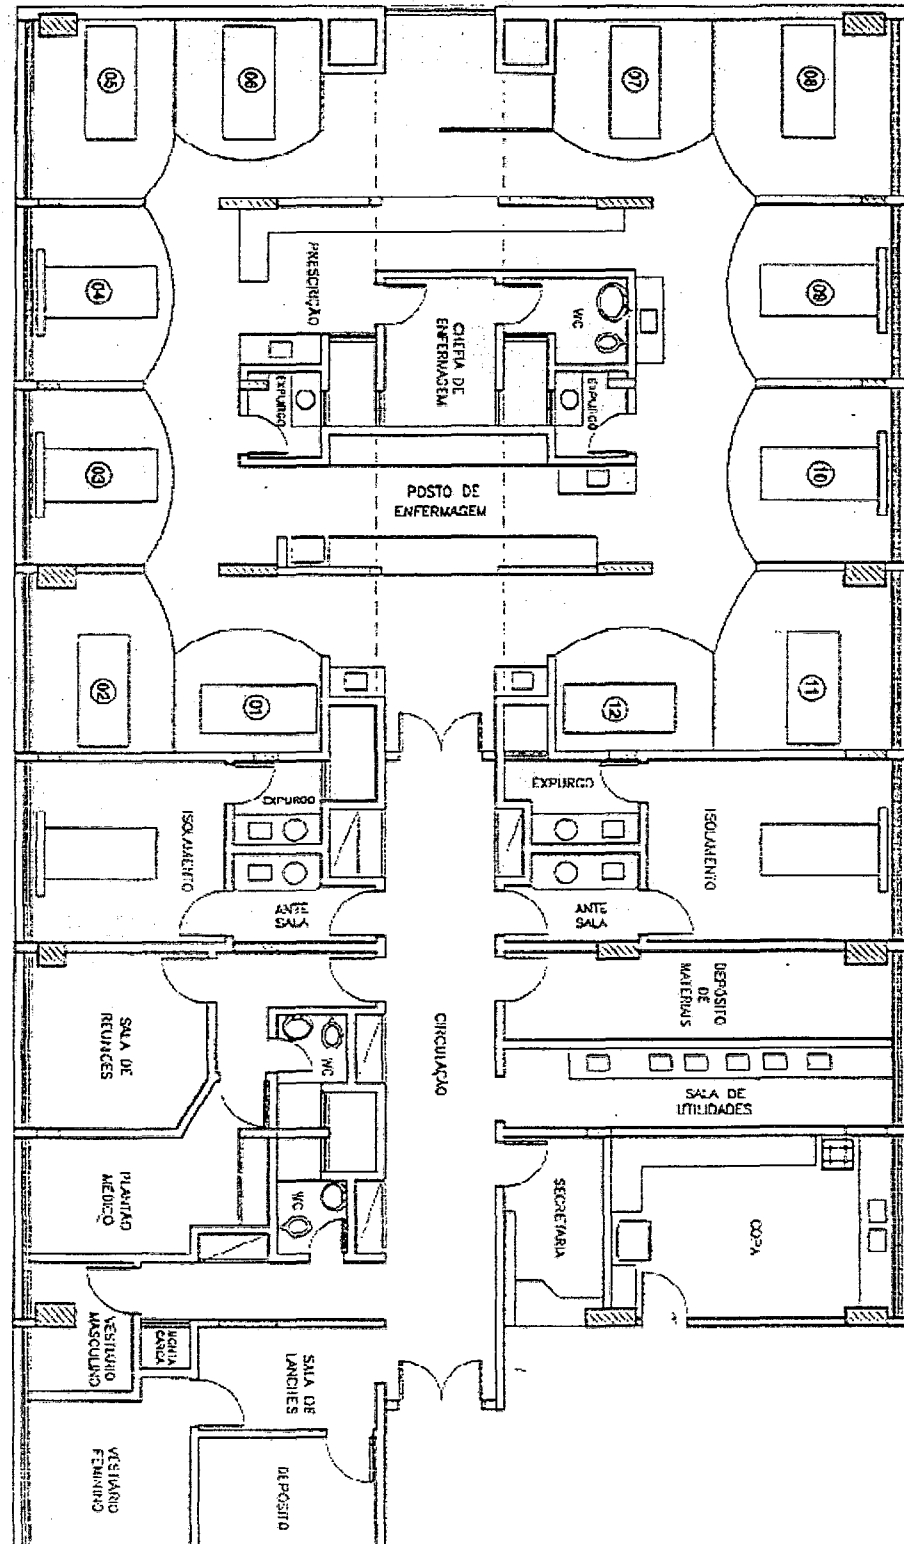 05
06
07
08
PRESCRIÇÃO
04
CHEFIA DE
ENFERMAGEM
WC
09
EXPURGO
EXPURGO
03
POSTO DE
ENFERMAGEM
10
02
01
12
11
EXPURGO
ISOLAMENTO
EXPURGO
ISOLAMENTO
ANTE
SALA
ANTE
SALA
SALA DE
REUNIÕES
WC
CIRCULAÇÃO
DEPÓSITO
DE
MATERIAIS
SALA DE
UTILIDADES
PLANTÃO
MÉDICO
WC
SECRETARIA
COPA
VESTIÁRIO
MASCULINO
MONTA
CARGA
SALA DE
LANCHES
VESTIÁRIO
FEMININO
DEPÓSITO